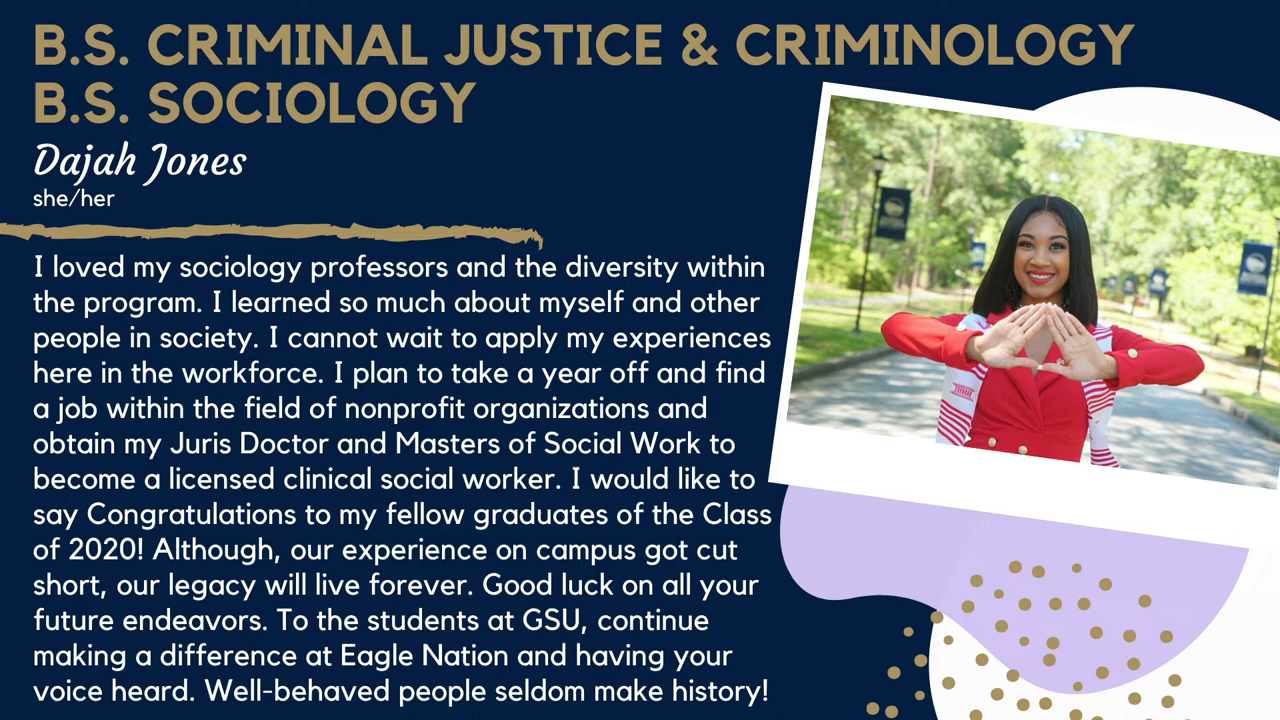 B.S. CRIMINAL JUSTICE & CRIMINOLOGY
B.S. SOCIOLOGY
Dajah Jones
she/her
I loved my sociology professors and the diversity within
the program. I learned so much about myself and other
people in society. I cannot wait to apply my experiences
here in the workforce. I plan to take a year off and find
a job within the field of nonprofit organizations and
obtain my Juris Doctor and Masters of Social Work to
become a licensed clinical social worker. I would like to
say Congratulations to my fellow graduates of the Class
of 2020! Although, our experience on campus got cut
short, our legacy will live forever. Good luck on all your
future endeavors. To the students at GSU, continue
making a difference at Eagle Nation and having your
voice heard. Well-behaved people seldom make history!